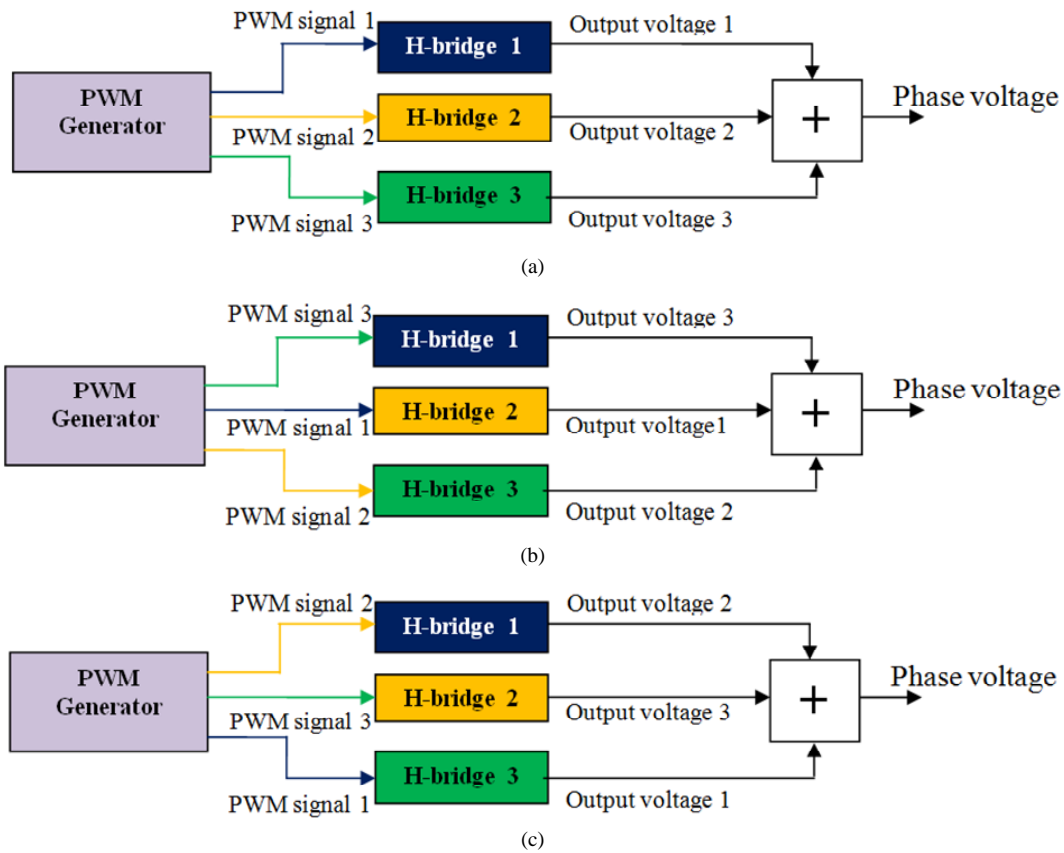 PWM signal 1
Output voltage 1
H-bridge 1
PWM
Generator
H-bridge 2
Phase voltage
+
PWM signal 2
Output voltage 2
H-bridge 3
PWM signal 3
Output voltage 3
(a)
PWM signal 3
Output voltage 3
H-bridge 1
PWM
Generator
H-bridge 2
Phase voltage
+
PWM signal 1
Output voltage1
H-bridge 3
PWM signal 2
Output voltage 2
(b)
PWM signal 2
Output voltage 2
H-bridge 1
PWM
Generator
H-bridge 2
Phase voltage
+
PWM signal 3
Output voltage 3
H-bridge 3
PWM signal 1
Output voltage 1
(c)